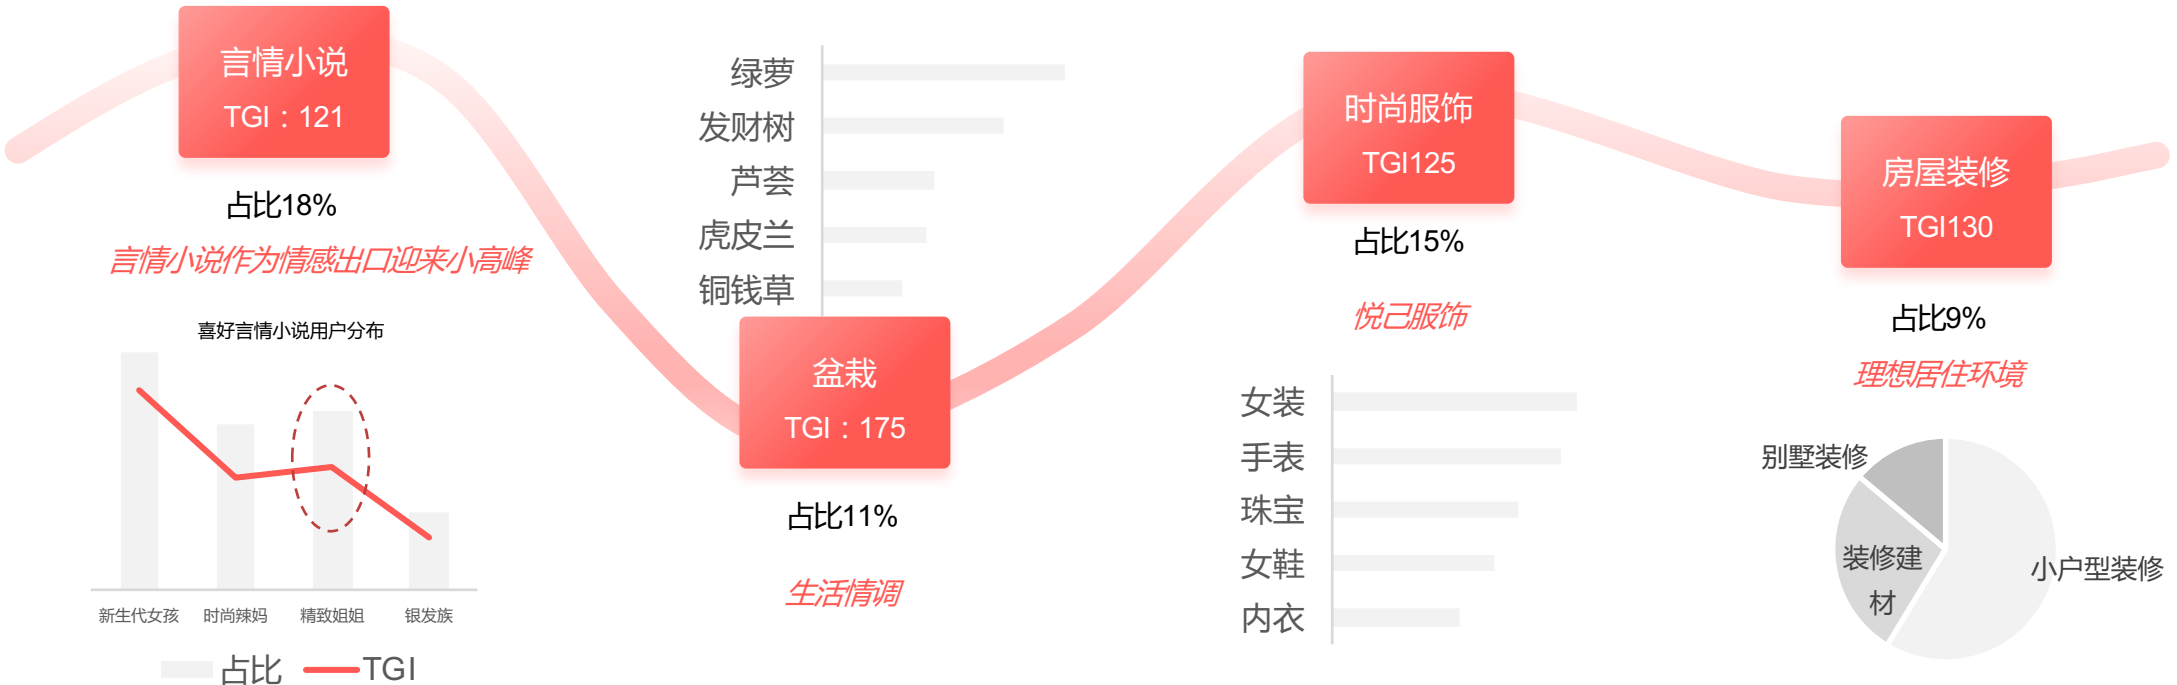 言情小说
TGI：121
占比18%
言情小说作为情感出口迎来小高峰
喜好言情小说用户分布
新生代女孩
时尚辣妈
精致姐姐
银发族
占比
TGI
绿萝
发财树
芦荟
虎皮兰
铜钱草
盆栽
TGI：175
占比11%
生活情调
时尚服饰
TGI125
占比15%
悦己服饰
女装
手表
珠宝
女鞋
内衣
房屋装修
TGI130
占比9%
理想居住环境
别墅装修
装修建
材
小户型装修